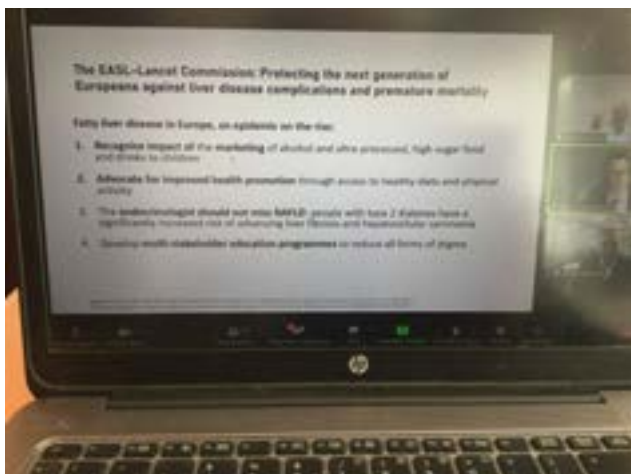 The EASL-Lancet Commission: Protecting the next generation of
Europeans against liver disease complications and premature mortality
Fatty liver disease in Europe, an epidemic on the rise:
1. Recognise impact of the marketing of alcohol and ultra processed, high sugar food
and drinks to children
2. Advocate for improved health promotion through access to healthy diets and physical
activity
3. The endocrinologist should not miss NAFLD: people with type 2 diabetes have a
significantly increased risk of advancing liver fibrosis and hepatocellular carcinoma
4. Develop multi-stakeholder education programmes to reduce all forms of stigma
hp